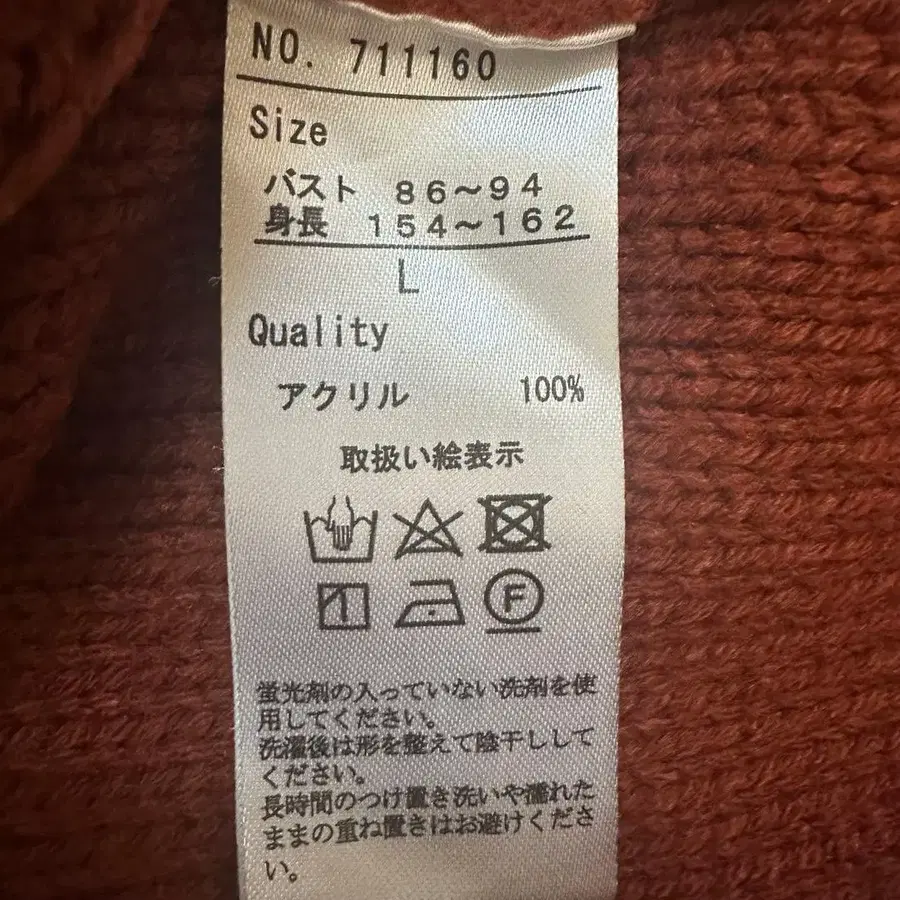 NO. 711160
Size
バスト 86～94
身長 154～162
L
Quality
アクリル 100%
取扱い絵表示
F
蛍光剤の入っていない洗剤を使
用してください。
洗濯後は形を整えて陰干しして
ください。
長時間のつけ置き洗いや濡れた
ままの重ね置きはお避けくださ
い。